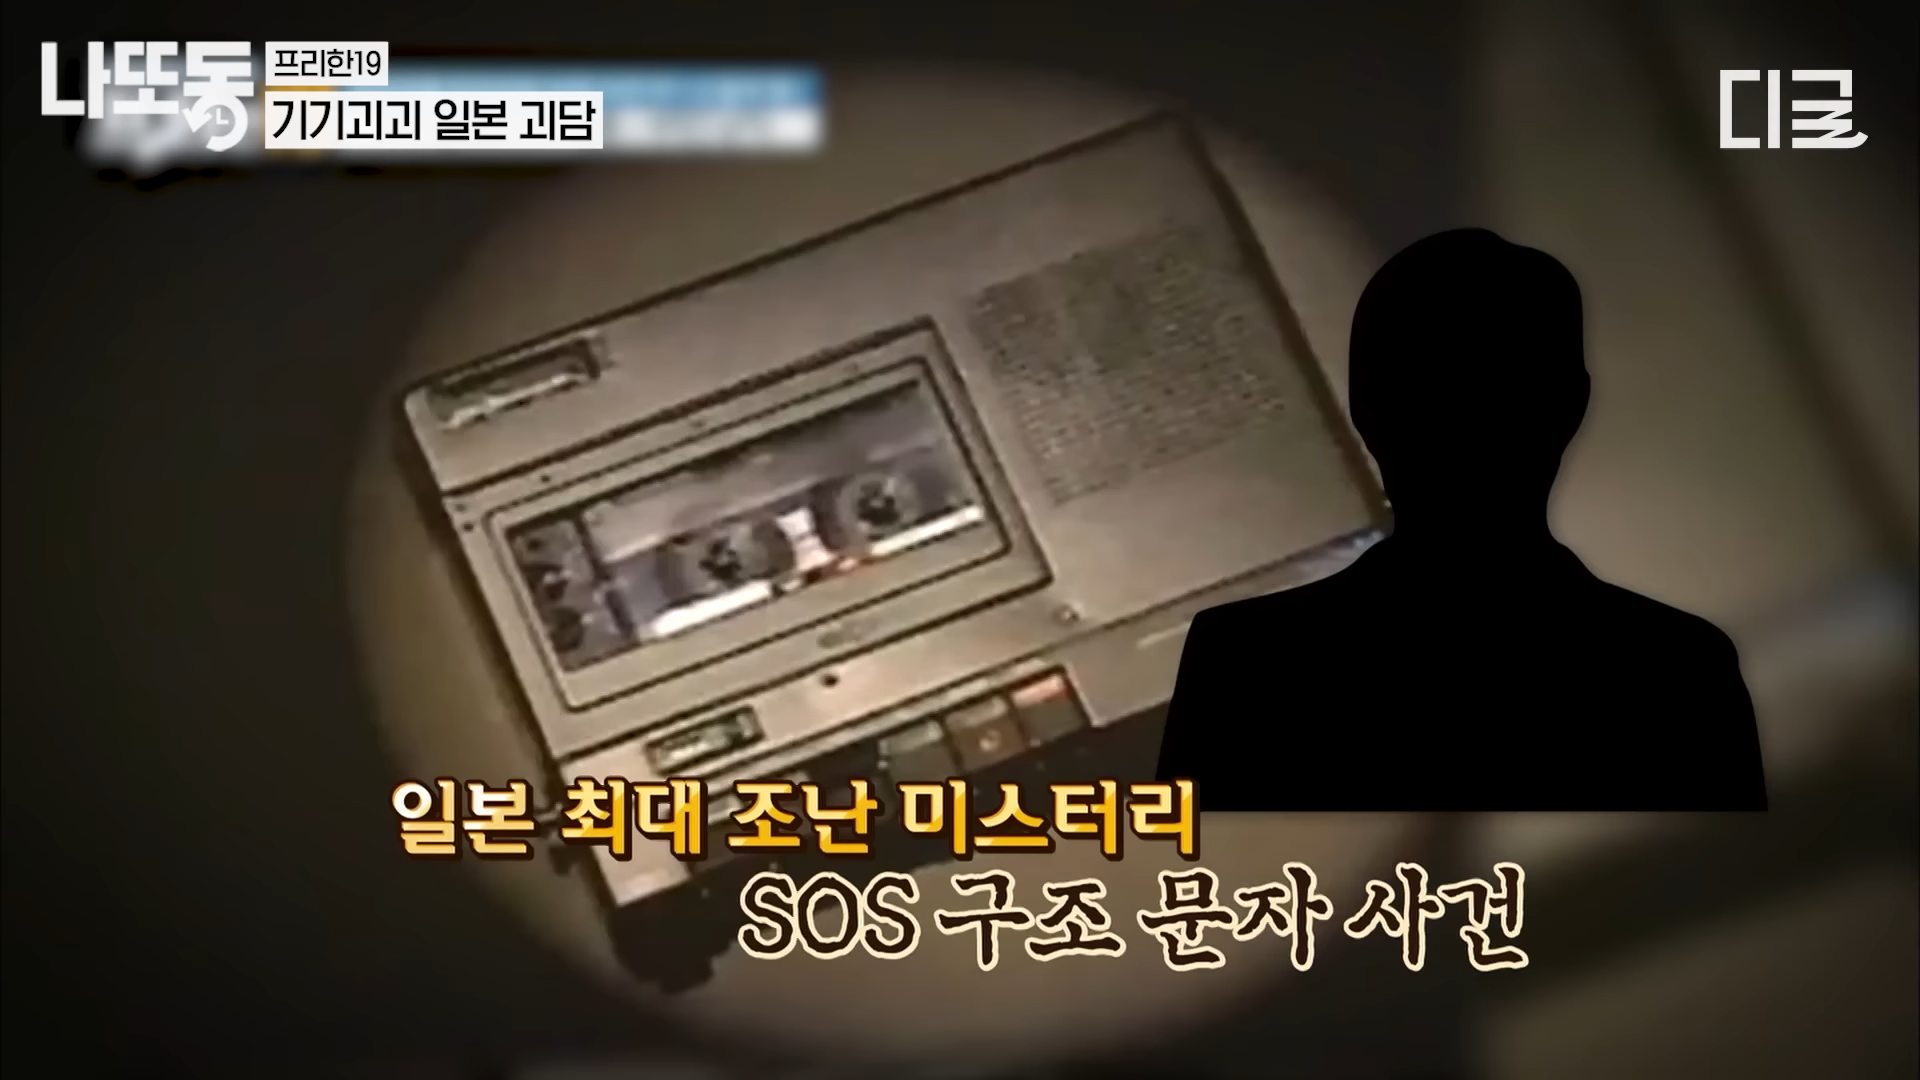 나또동
프리한19
기기괴괴 일본 괴담
디글
일본 최대 조난 미스터리
SOS 구조 문자 사건